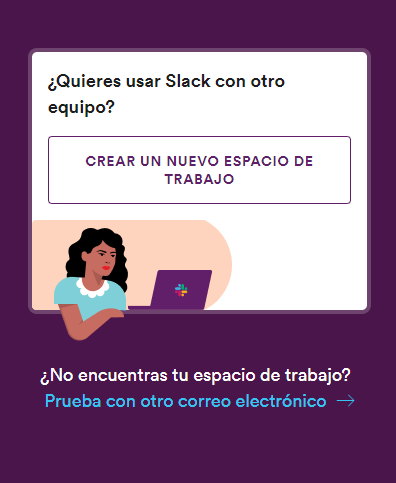 ¿Quieres usar Slack con otro
equipo?
CREAR UN NUEVO ESPACIO DE
TRABAJO
¿No encuentras tu espacio de trabajo?
Prueba con otro correo electrónico →